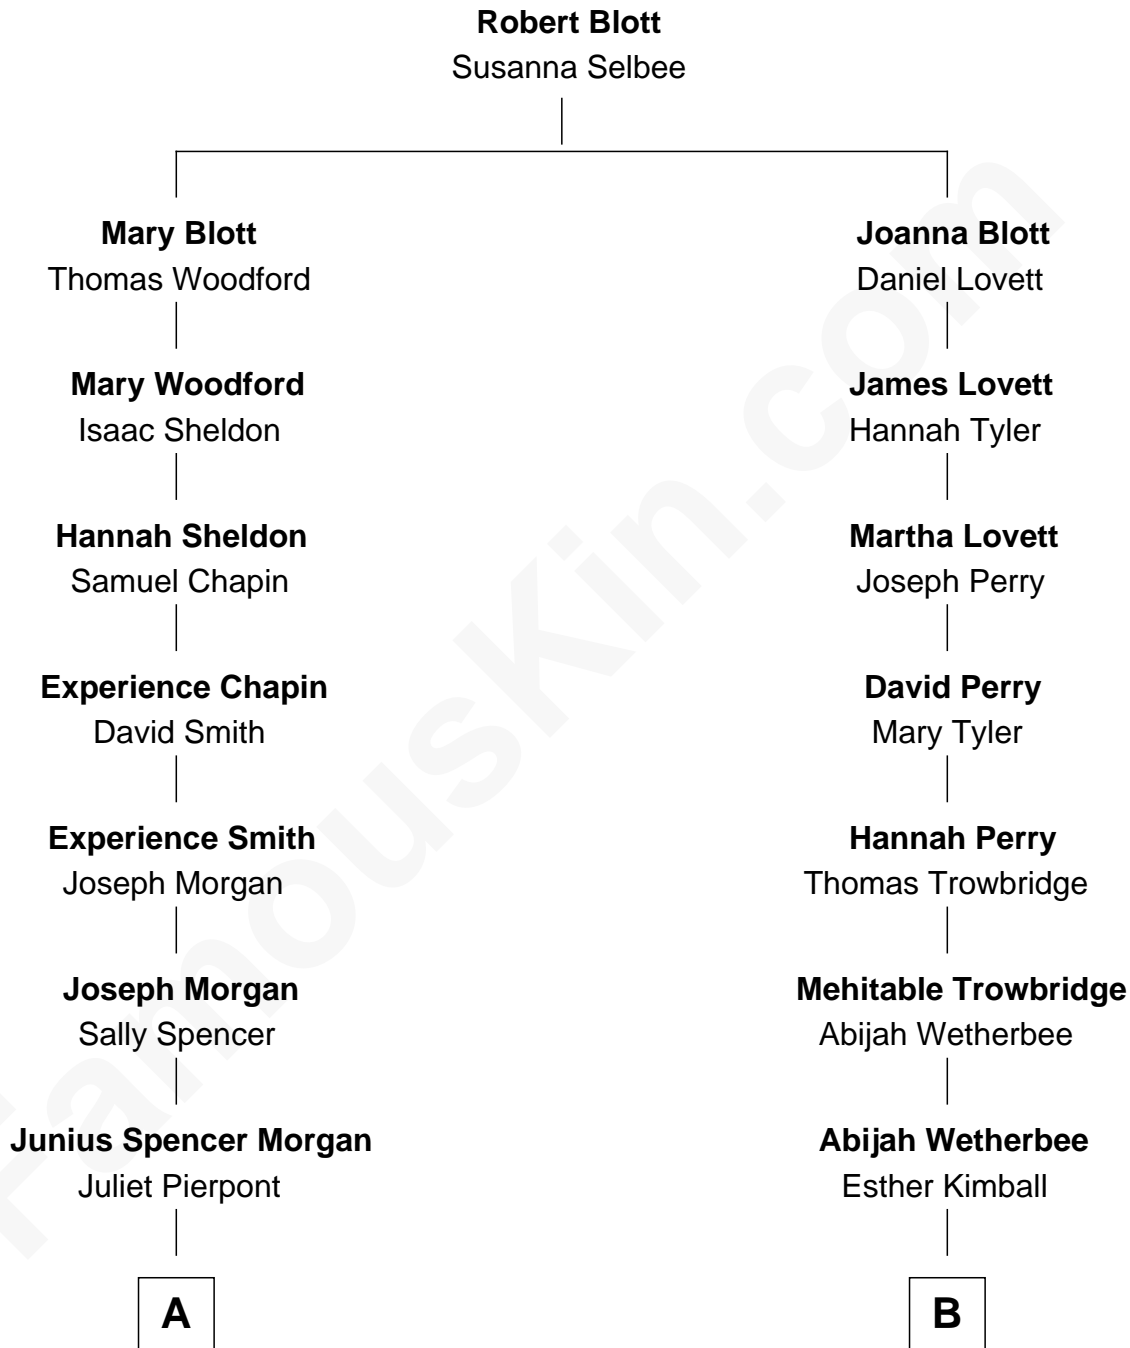 Robert Blott
Susanna Selbee
Mary Blott
Thomas Woodford
Joanna Blott
Daniel Lovett
Mary Woodford
Isaac Sheldon
James Lovett
Hannah Tyler
Hannah Sheldon
Samuel Chapin
Martha Lovett
Joseph Perry
Experience Chapin
David Smith
David Perry
Mary Tyler
Experience Smith
Joseph Morgan
Hannah Perry
Thomas Trowbridge
Joseph Morgan
Sally Spencer
Mehitable Trowbridge
Abijah Wetherbee
Junius Spencer Morgan
Juliet Pierpont
Abijah Wetherbee
Esther Kimball
A
B
FamousKin.com